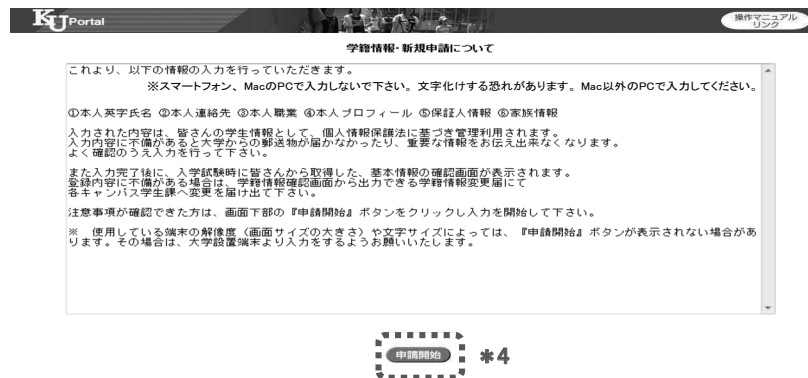 KU Portal
操作マニュアル
リンク
学籍情報・新規申請について
これより、以下の情報の入力を行っていただきます。
※スマートフォン、MacのPCで入力しないで下さい。文字化けする恐れがあります。Mac以外のPCで入力してください。
①本人英字氏名 ②本人連絡先 ③本人職業 ④本人プロフィール ⑤保証人情報 ⑥家族情報
入力された内容は、皆さんの学生情報として、個人情報保護法に基づき管理利用されます。
入力内容に不備があると大学からの郵送物が届かなかったり、重要な情報をお伝え出来なくなります。
よく確認のうえ入力を行って下さい。
また入力完了後に、入学試験時に皆さんから取得した、基本情報の確認画面が表示されます。
登録内容に不備がある場合は、学籍情報確認画面から出力できる学籍情報変更届にて
各キャンパス学生課へ変更を届け出て下さい。
注意事項が確認できた方は、画面下部の『申請開始』ボタンをクリックし入力を開始して下さい。
※ 使用している端末の解像度（画面サイズの大きさ）や文字サイズによっては、『申請開始』ボタンが表示されない場合があ
ります。その場合は、大学設置端末より入力をするようお願いいたします。
申請開始 *4